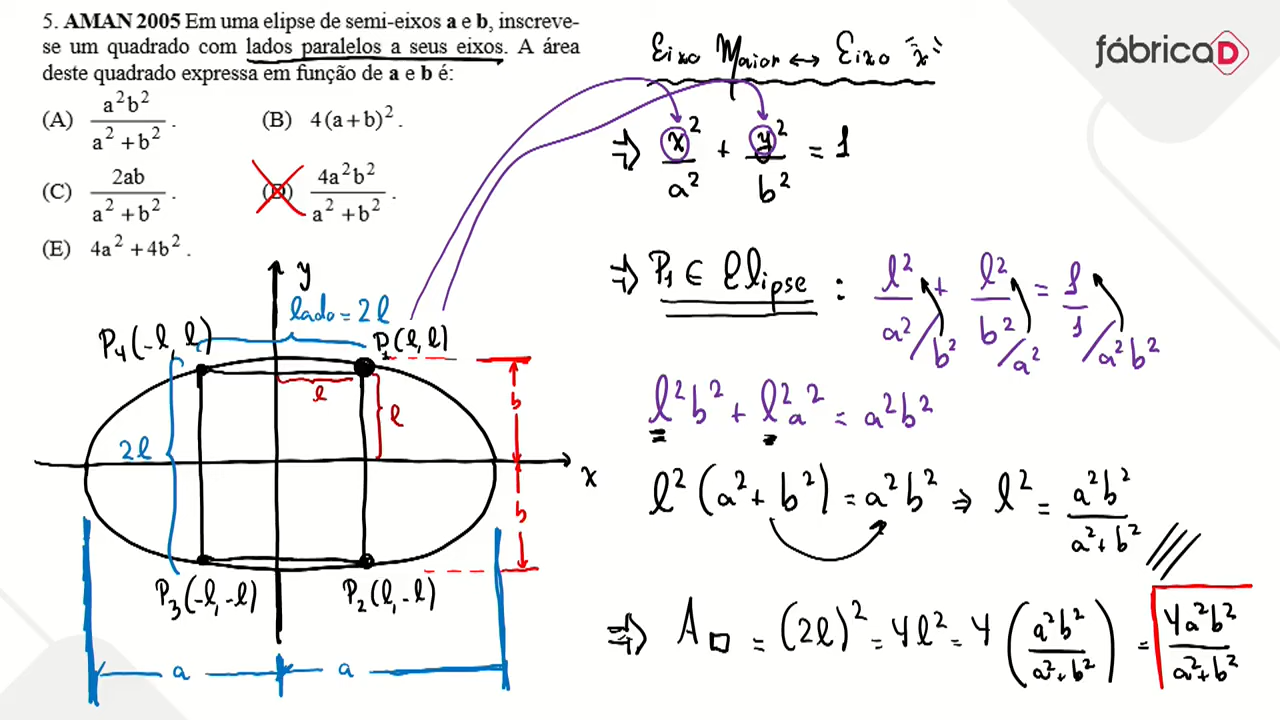 5. AMAN 2005 Em uma elipse de semi-eixos a e b, inscreve-
se um quadrado com lados paralelos a seus eixos. A área
deste quadrado expressa em função de a e b é:
(A) a²b² / (a² + b²) .
(B) 4(a + b)² .
(C) 2ab / (a² + b²) .
(D) 4a²b² / (a² + b²) .
(E) 4a² + 4b² .
y
lado = 2l
P₄(-l, l)
P₁(l, l)
l
l
b
2l
x
b
P₃(-l, -l)
P₂(l, -l)
a
a
Eixo Maior ↔ Eixo "x"
⇒ x²/a² + y²/b² = 1
⇒ P₁ ∈ Elipse : l²/a² /b² + l²/b² /a² = 1/1 /a²b²
l²b² + l²a² = a²b²
l² (a² + b²) = a²b² ⇒ l² = a²b² / (a² + b²)
⇒ A□ = (2l)² = 4l² = 4 (a²b² / (a² + b²)) = 4a²b² / (a² + b²)
fábricaD